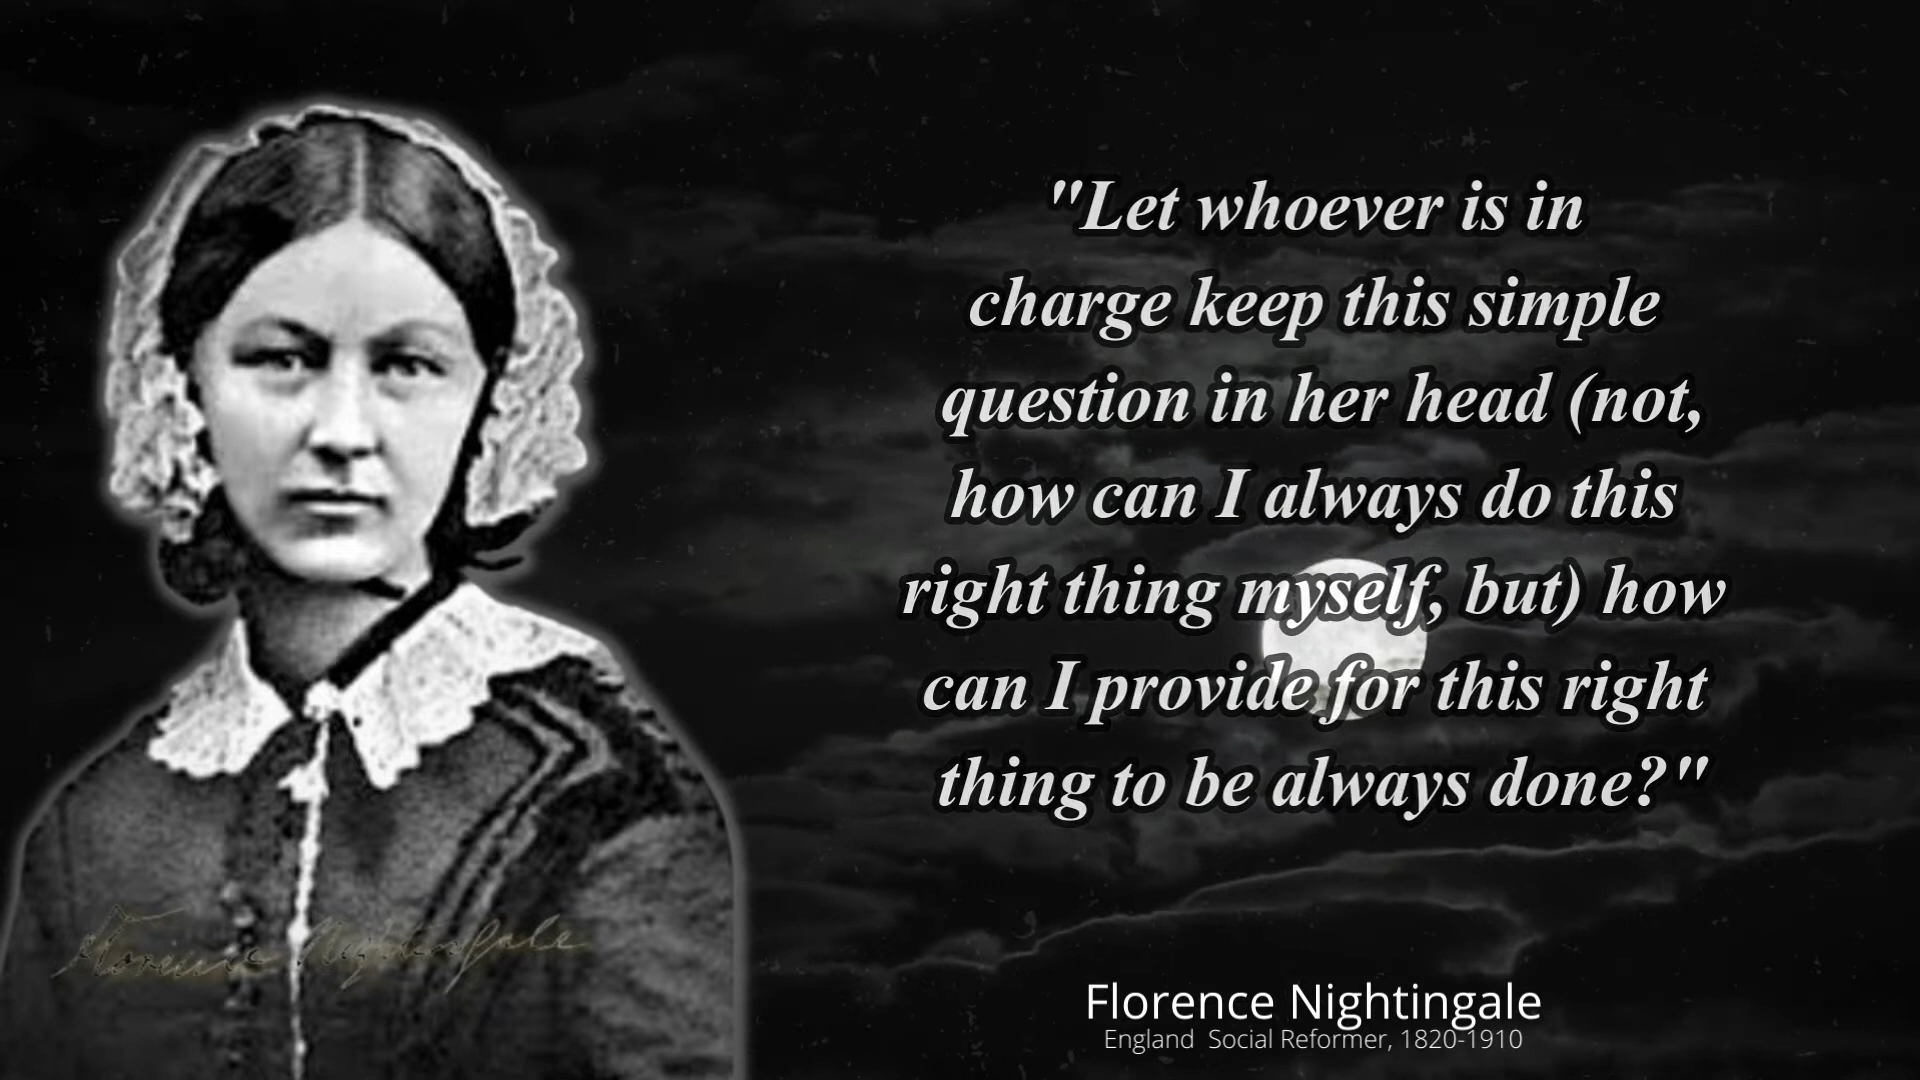 "Let whoever is in
charge keep this simple
question in her head (not,
how can I always do this
right thing myself, but) how
can I provide for this right
thing to be always done?"
Florence Nightingale
Florence Nightingale
England  Social Reformer, 1820-1910